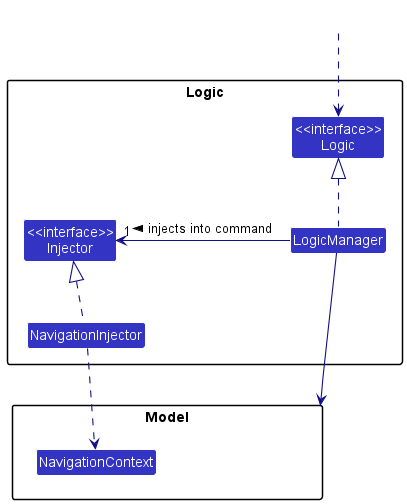 Logic
<<interface>>
Logic
<<interface>>
Injector
1
◄ injects into command
LogicManager
NavigationInjector
Model
NavigationContext